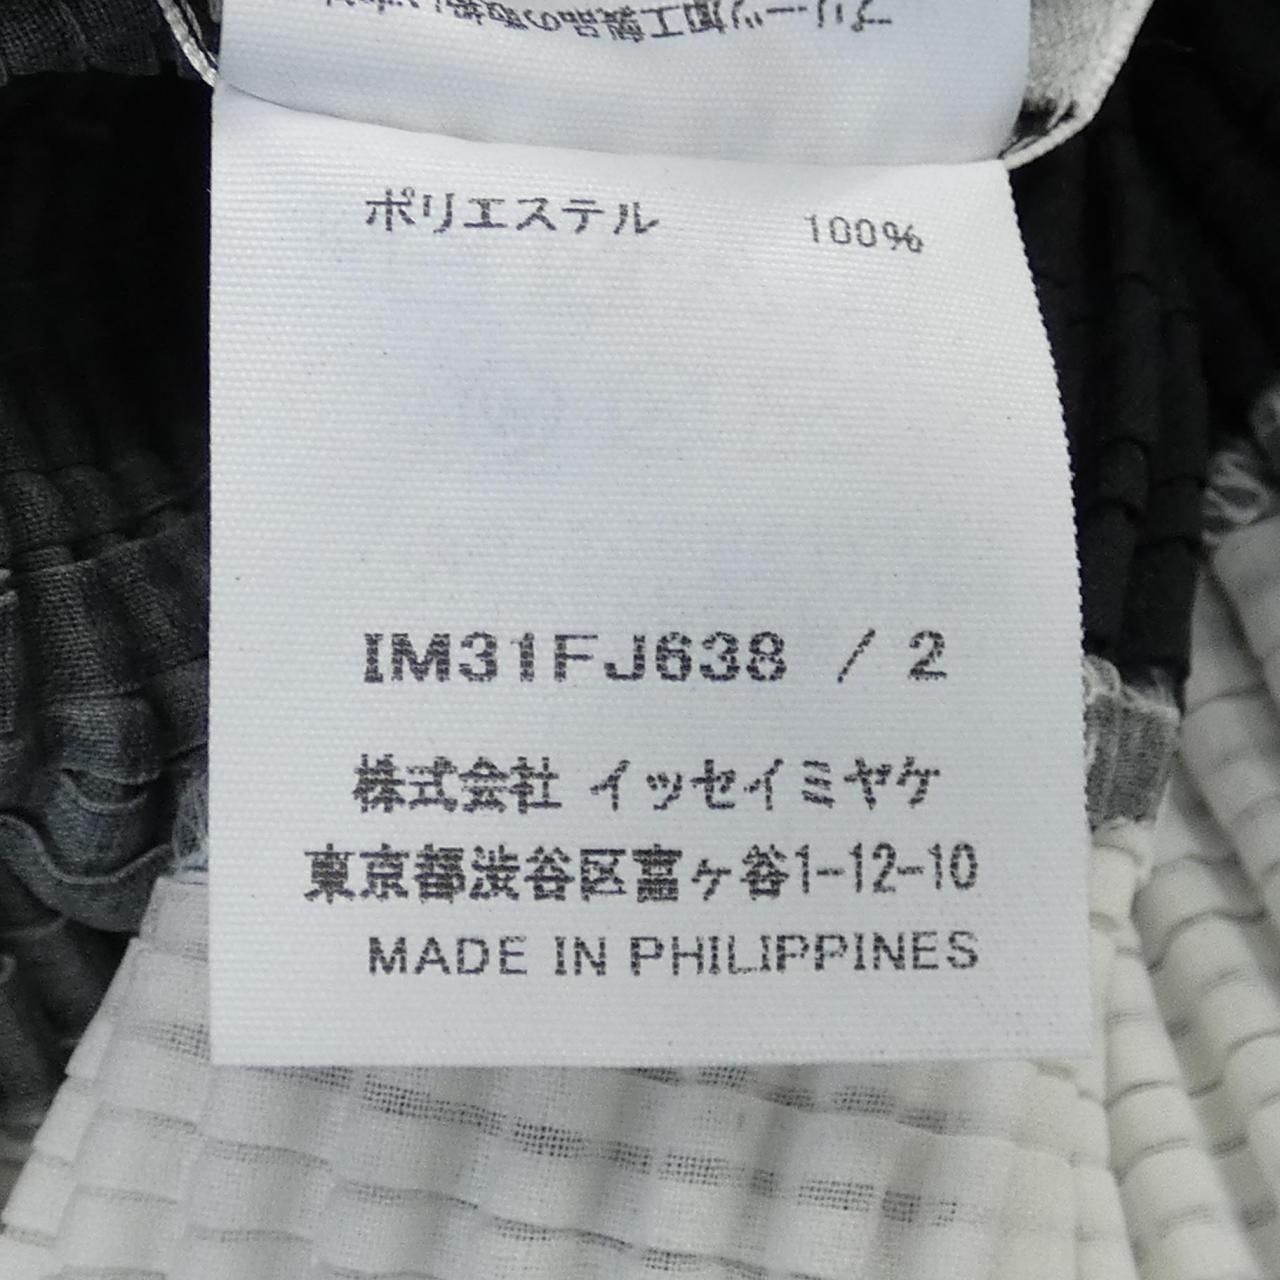 ポリエステル 100%
IM31FJ638 / 2
株式会社 イッセイミヤケ
東京都渋谷区富ヶ谷1-12-10
MADE IN PHILIPPINES